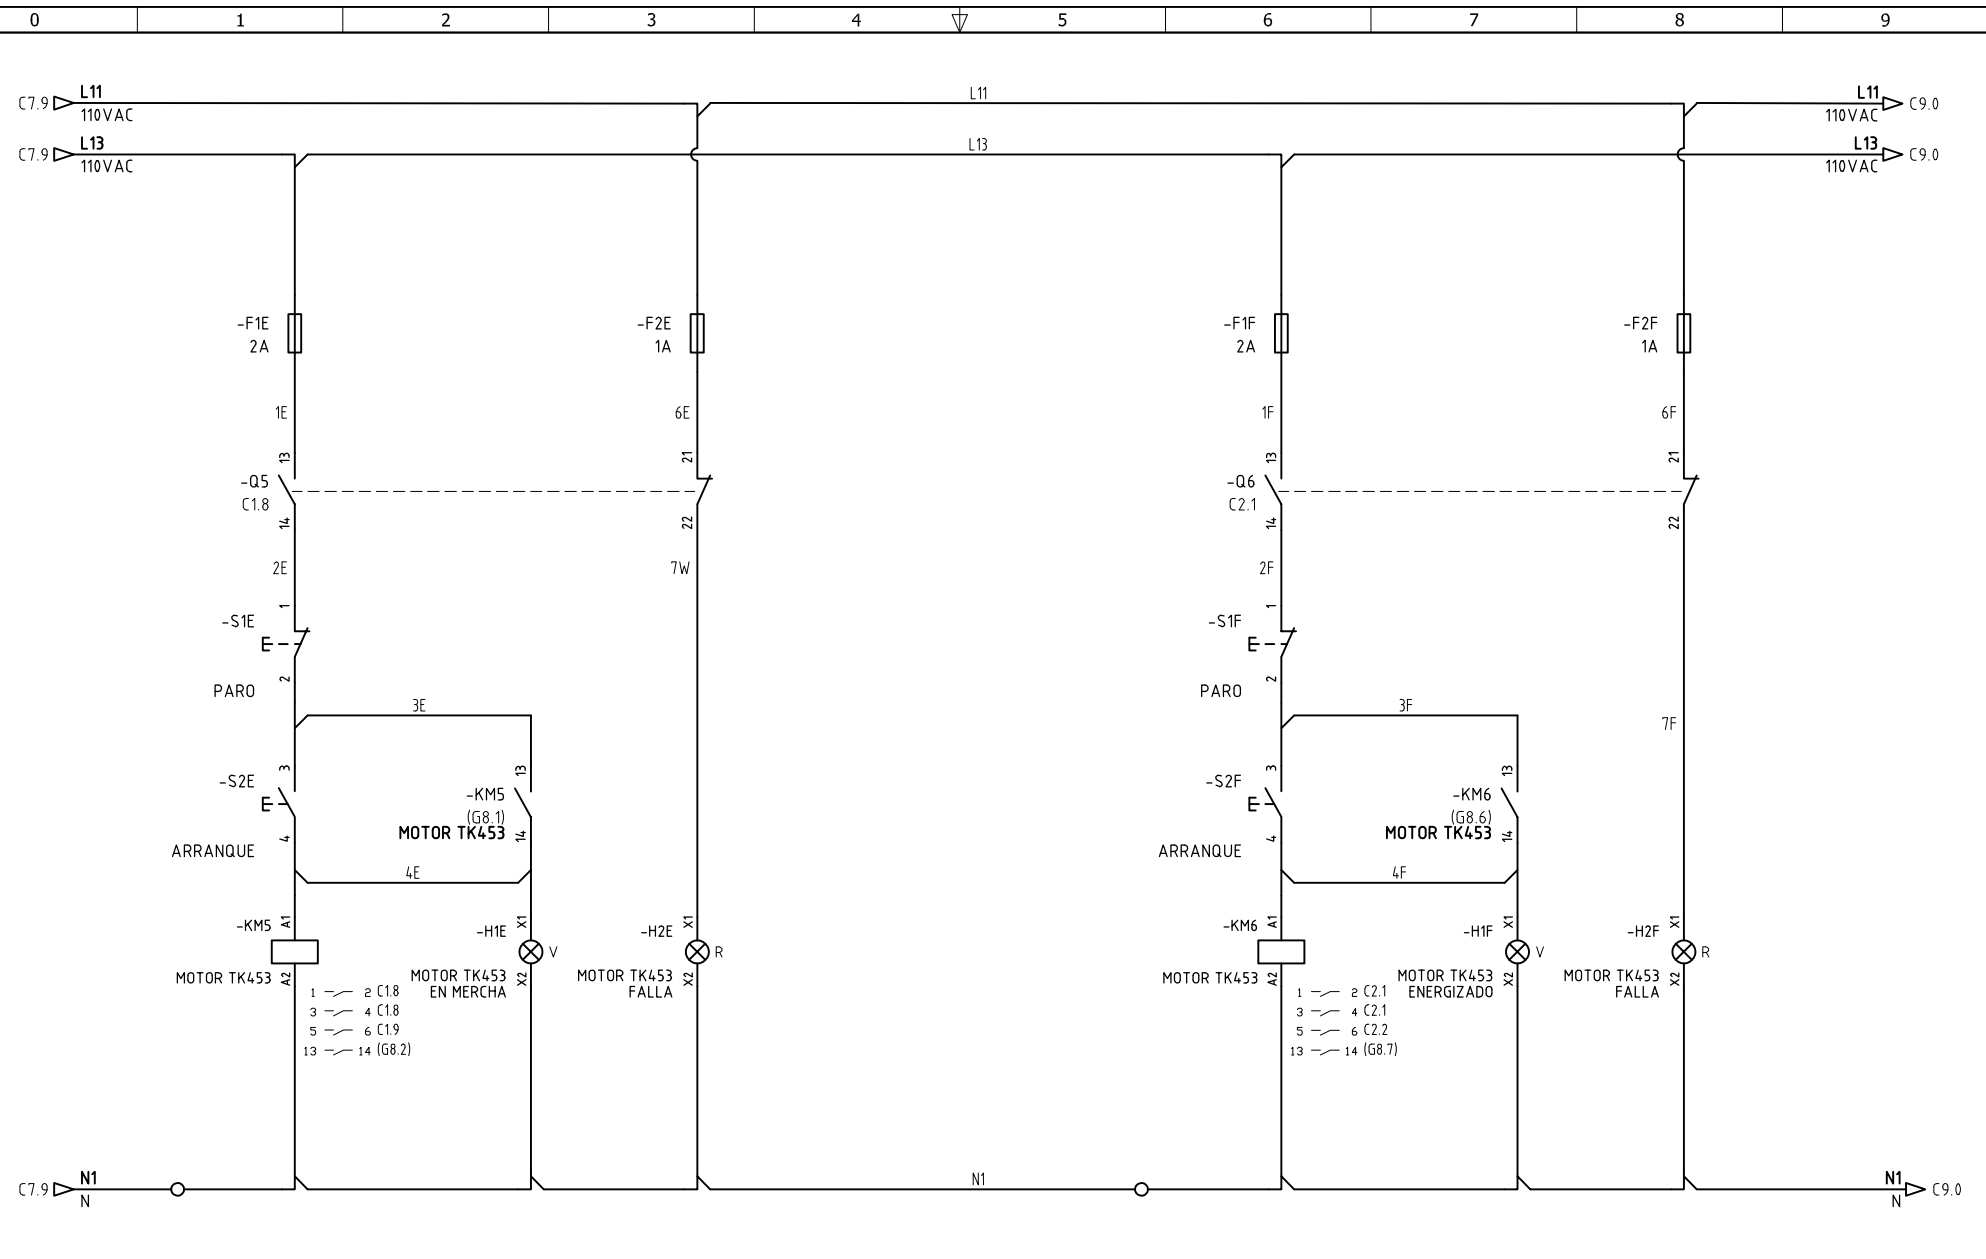 0 1 2 3 4 5 6 7 8 9
C7.9 L11 L11 L11 C9.0
110VAC 110VAC
C7.9 L13 L13 L13 C9.0
110VAC 110VAC
-F1E -F2E -F1F -F2F
2A 1A 2A 1A
1E 6E 1F 6F
13 21 13 21
-Q5 -Q6
C1.8 C2.1
14 22 14 22
2E 7W 2F
1 1
-S1E -S1F
2 2
PARO PARO
3E 3F
7F
3 13 3 13
-S2E -S2F
-KM5 -KM6
(G8.1) (G8.6)
MOTOR TK453 MOTOR TK453
4 14 4 14
ARRANQUE ARRANQUE
4E 4F
-KM5 A1 -H1E X1 -H2E X1 -KM6 A1 -H1F X1 -H2F X1
V R V R
MOTOR TK453 A2 MOTOR TK453 X2 MOTOR TK453 X2 MOTOR TK453 A2 MOTOR TK453 X2 MOTOR TK453 X2
EN MERCHA FALLA ENERGIZADO FALLA
1 2 C1.8 1 2 C2.1
3 4 C1.8 3 4 C2.1
5 6 C1.9 5 6 C2.2
13 14 (G8.2) 13 14 (G8.7)
C7.9 N1 N1 N1 C9.0
N N